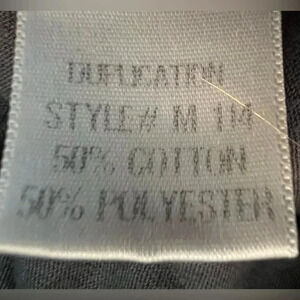 DUPLICATION
STYLE# M 114
50% COTTON
50% POLYESTER